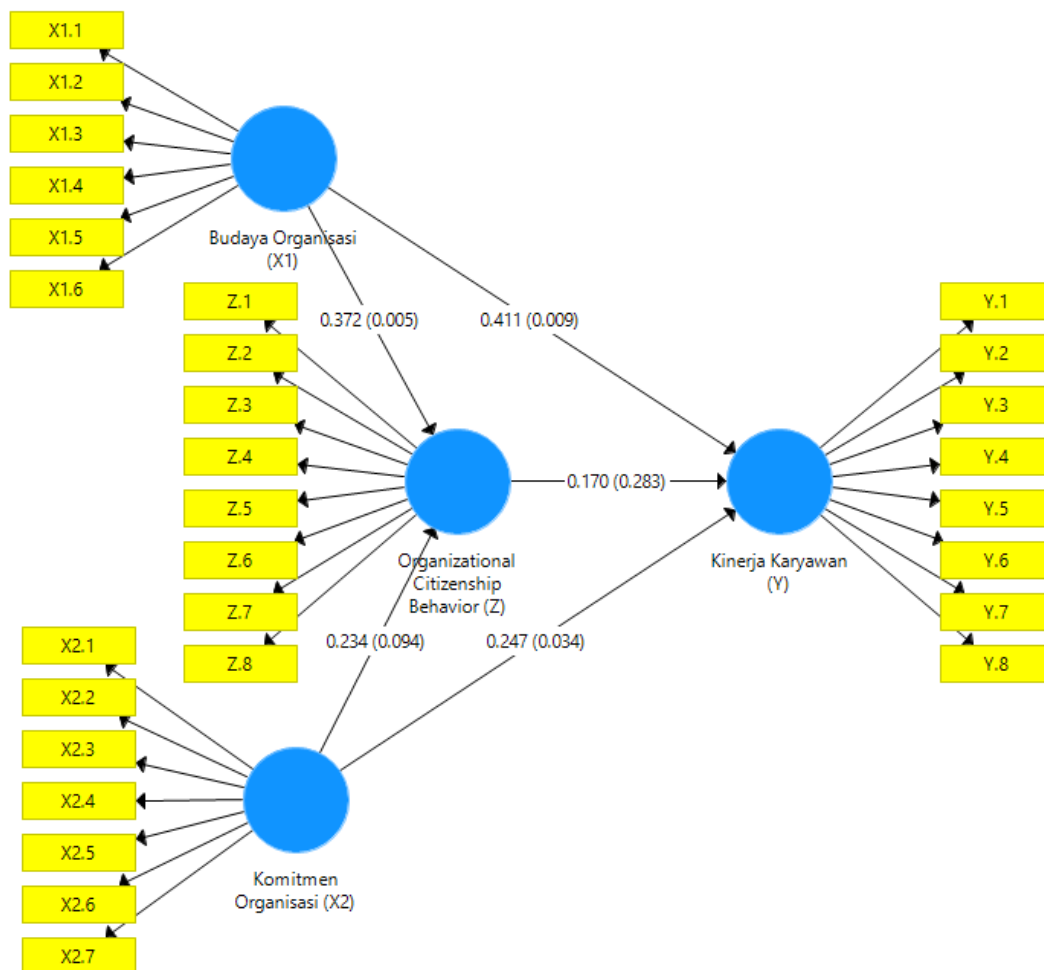 X1.1
X1.2
X1.3
X1.4
X1.5
X1.6
Budaya Organisasi
(X1)
0.372 (0.005)
0.411 (0.009)
Z.1
Z.2
Z.3
Z.4
Z.5
Z.6
Z.7
Z.8
Organizational
Citizenship
Behavior (Z)
0.170 (0.283)
Kinerja Karyawan
(Y)
Y.1
Y.2
Y.3
Y.4
Y.5
Y.6
Y.7
Y.8
0.234 (0.094)
0.247 (0.034)
X2.1
X2.2
X2.3
X2.4
X2.5
X2.6
X2.7
Komitmen
Organisasi (X2)